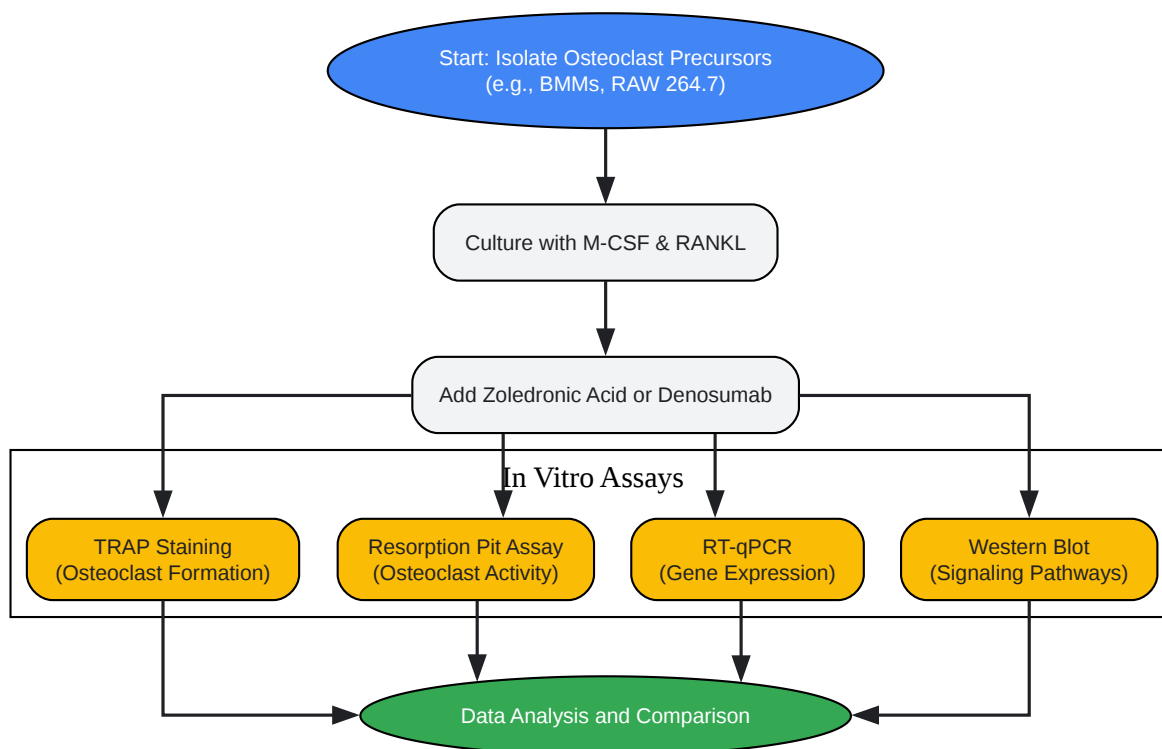 Start: Isolate Osteoclast Precursors
(e.g., BMMs, RAW 264.7)
Culture with M-CSF & RANKL
Add Zoledronic Acid or Denosumab
In Vitro Assays
TRAP Staining
(Osteoclast Formation)
Resorption Pit Assay
(Osteoclast Activity)
RT-qPCR
(Gene Expression)
Western Blot
(Signaling Pathways)
Data Analysis and Comparison